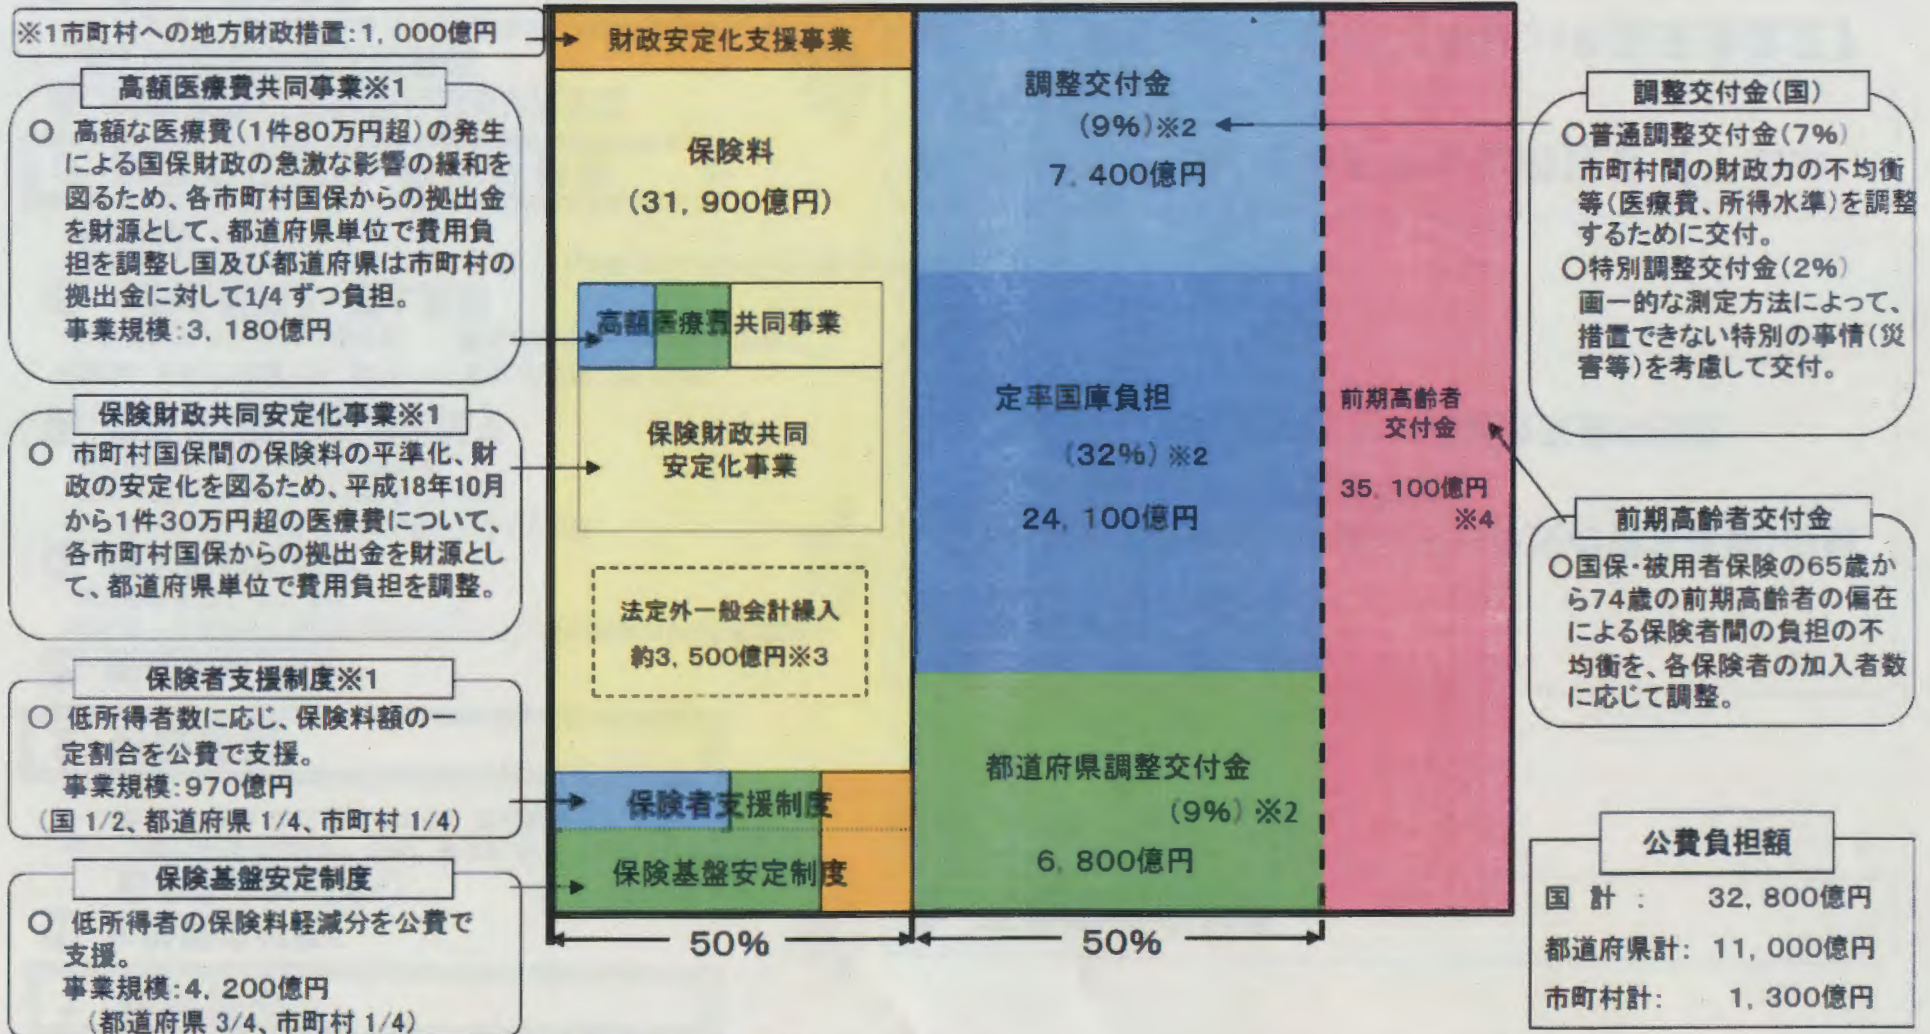 ※1市町村への地方財政措置:1,000億円
高額医療費共同事業※1
○ 高額な医療費(1件80万円超)の発生
による国保財政の急激な影響の緩和を
図るため、各市町村国保からの拠出金
を財源として、都道府県単位で費用負
担を調整し国及び都道府県は市町村の
拠出金に対して1/4ずつ負担。
事業規模:3,180億円
保険財政共同安定化事業※1
○ 市町村国保間の保険料の平準化、財
政の安定化を図るため、平成18年10月
から1件30万円超の医療費について、
各市町村国保からの拠出金を財源とし
て、都道府県単位で費用負担を調整。
保険者支援制度※1
○ 低所得者数に応じ、保険料額の一
定割合を公費で支援。
事業規模:970億円
(国 1/2、都道府県 1/4、市町村 1/4)
保険基盤安定制度
○ 低所得者の保険料軽減分を公費で
支援。
事業規模:4,200億円
(都道府県 3/4、市町村 1/4)
財政安定化支援事業
保険料
(31,900億円)
高額医療費共同事業
保険財政共同
安定化事業
法定外一般会計繰入
約3,500億円※3
保険者支援制度
保険基盤安定制度
50%
調整交付金
(9%)※2
7,400億円
定率国庫負担
(32%)※2
24,100億円
都道府県調整交付金
(9%)※2
6,800億円
50%
前期高齢者
交付金
35,100億円
※4
調整交付金(国)
○普通調整交付金(7%)
市町村間の財政力の不均衡
等(医療費、所得水準)を調整
するために交付。
○特別調整交付金(2%)
画一的な測定方法によって、
措置できない特別の事情(災
害等)を考慮して交付。
前期高齢者交付金
○国保・被用者保険の65歳か
ら74歳の前期高齢者の偏在
による保険者間の負担の不
均衡を、各保険者の加入者数
に応じて調整。
公費負担額
国 計 : 32,800億円
都道府県計: 11,000億円
市町村計: 1,300億円